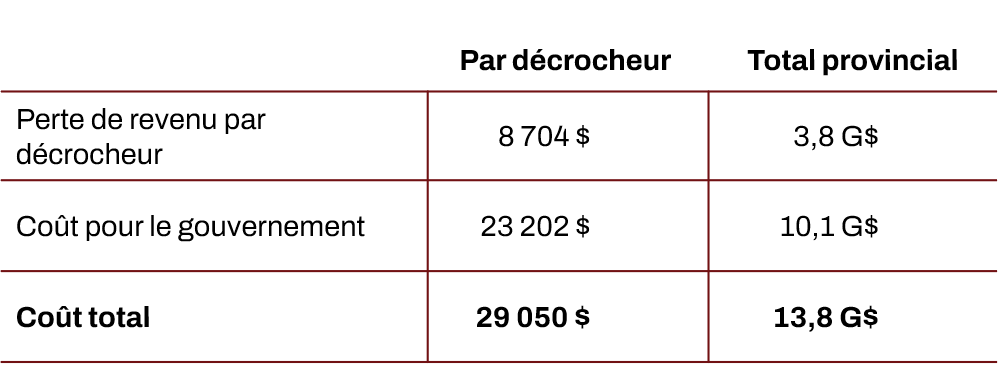 Par décrocheur Total provincial
Perte de revenu par
décrocheur 8 704 $ 3,8 G$
Coût pour le gouvernement 23 202 $ 10,1 G$
Coût total 29 050 $ 13,8 G$